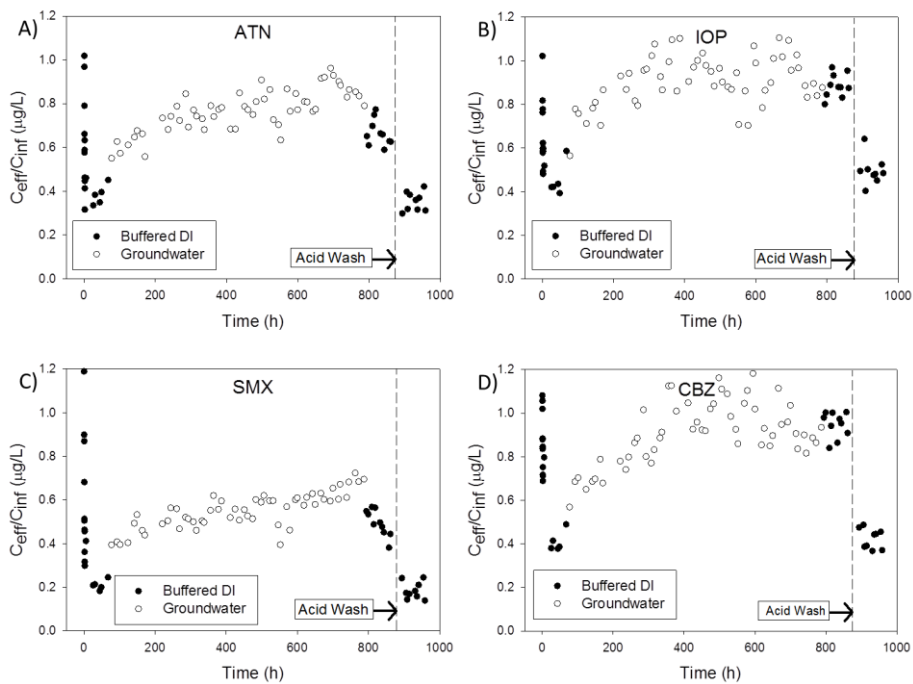 A)
ATN
1.2
1.0
0.8
0.6
0.4
0.2
0.0
Ceff/Cinf (µg/L)
Buffered DI
Groundwater
Acid Wash
0 200 400 600 800 1000
Time (h)
B)
IOP
1.2
1.0
0.8
0.6
0.4
0.2
0.0
Ceff/Cinf (µg/L)
Buffered DI
Groundwater
Acid Wash
0 200 400 600 800 1000
Time (h)
C)
SMX
1.2
1.0
0.8
0.6
0.4
0.2
0.0
Ceff/Cinf (µg/L)
Buffered DI
Groundwater
Acid Wash
0 200 400 600 800 1000
Time (h)
D)
CBZ
1.2
1.0
0.8
0.6
0.4
0.2
0.0
Ceff/Cinf (µg/L)
Buffered DI
Groundwater
Acid Wash
0 200 400 600 800 1000
Time (h)